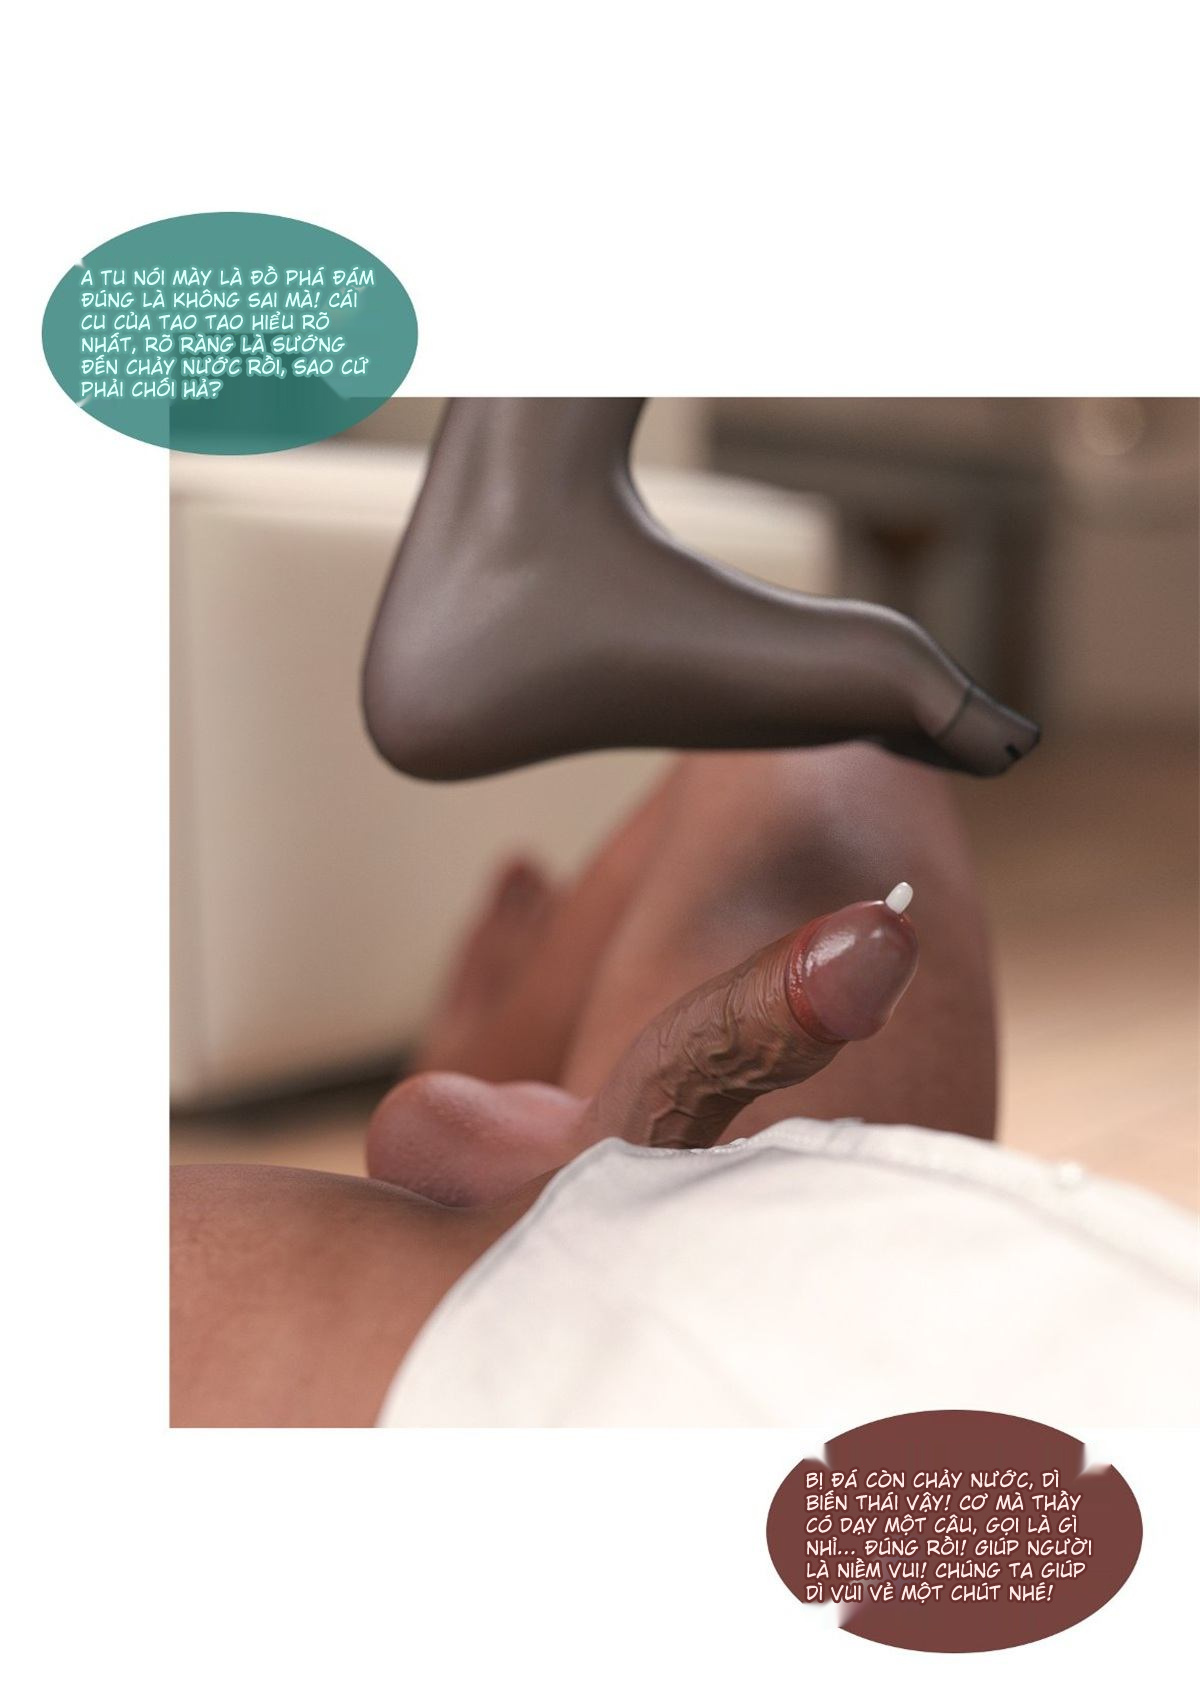 A TU NÓI MÀY LÀ ĐỒ PHÁ ĐÁM
ĐÚNG LÀ KHÔNG SAI MÀ! CÁI
CU CỦA TAO TAO HIỂU RÕ
NHẤT, RÕ RÀNG LÀ SƯỚNG
ĐẾN CHẢY NƯỚC RỒI, SAO CỨ
PHẢI CHỐI HẢ?
BỊ ĐÁ CÒN CHẢY NƯỚC, DÌ
BIẾN THÁI VẬY! CƠ MÀ THẦY
CÓ DẠY MỘT CÂU, GỌI LÀ GÌ
NHỈ... ĐÚNG RỒI! GIÚP NGƯỜI
LÀ NIỀM VUI! CHÚNG TA GIÚP
DÌ VUI VẺ MỘT CHÚT NHÉ!